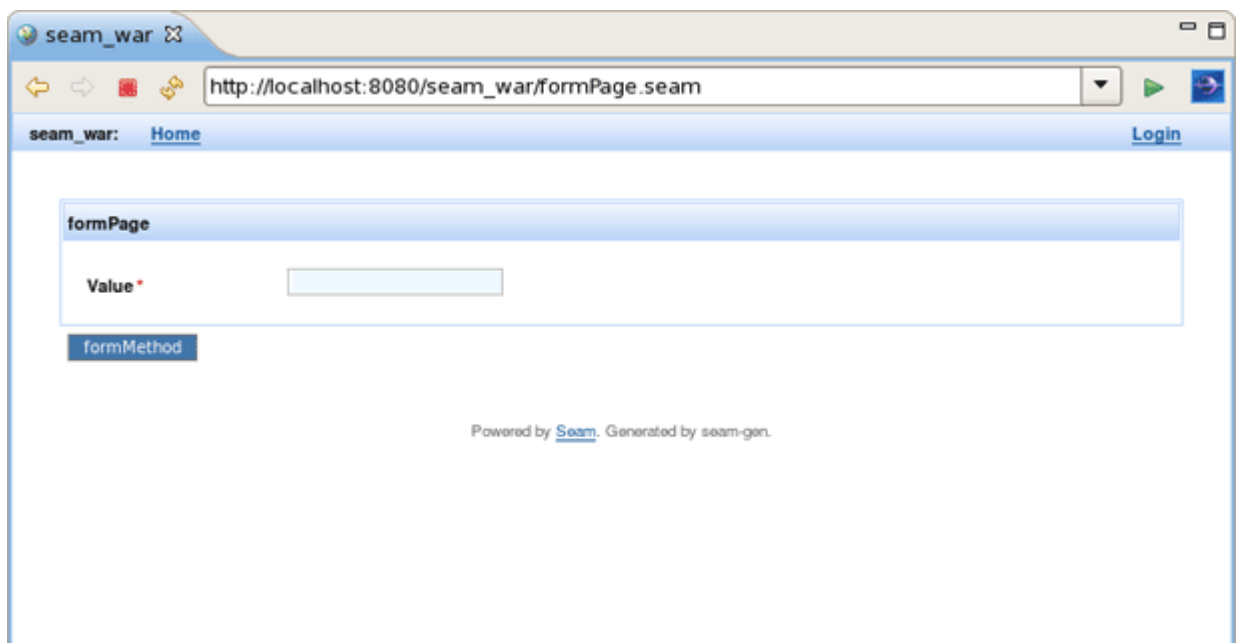 seam_war
http://localhost:8080/seam_war/formPage.seam
seam_war: Home Login
formPage
Value*
formMethod
Powered by Seam. Generated by seam-gen.